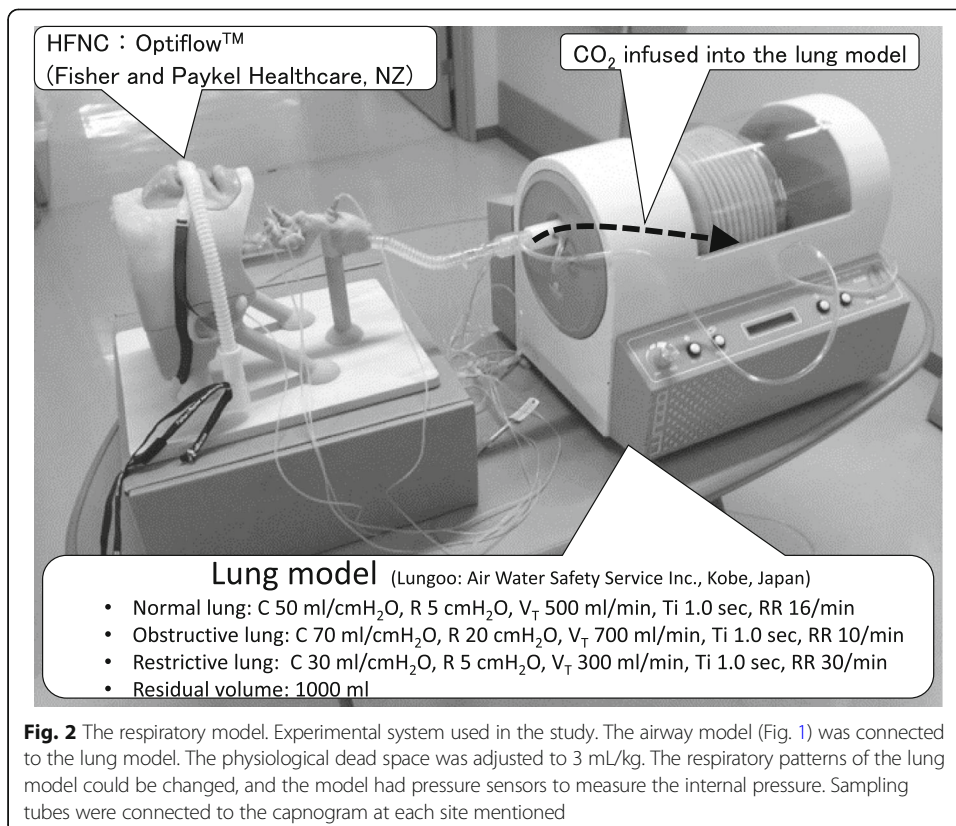 HFNC：Optiflow™
(Fisher and Paykel Healthcare, NZ)
CO₂ infused into the lung model
Lung model (Lungoo: Air Water Safety Service Inc., Kobe, Japan)
• Normal lung: C 50 ml/cmH₂O, R 5 cmH₂O, V_T 500 ml/min, Ti 1.0 sec, RR 16/min
• Obstructive lung: C 70 ml/cmH₂O, R 20 cmH₂O, V_T 700 ml/min, Ti 1.0 sec, RR 10/min
• Restrictive lung: C 30 ml/cmH₂O, R 5 cmH₂O, V_T 300 ml/min, Ti 1.0 sec, RR 30/min
• Residual volume: 1000 ml
Fig. 2 The respiratory model. Experimental system used in the study. The airway model (Fig. 1) was connected
to the lung model. The physiological dead space was adjusted to 3 mL/kg. The respiratory patterns of the lung
model could be changed, and the model had pressure sensors to measure the internal pressure. Sampling
tubes were connected to the capnogram at each site mentioned